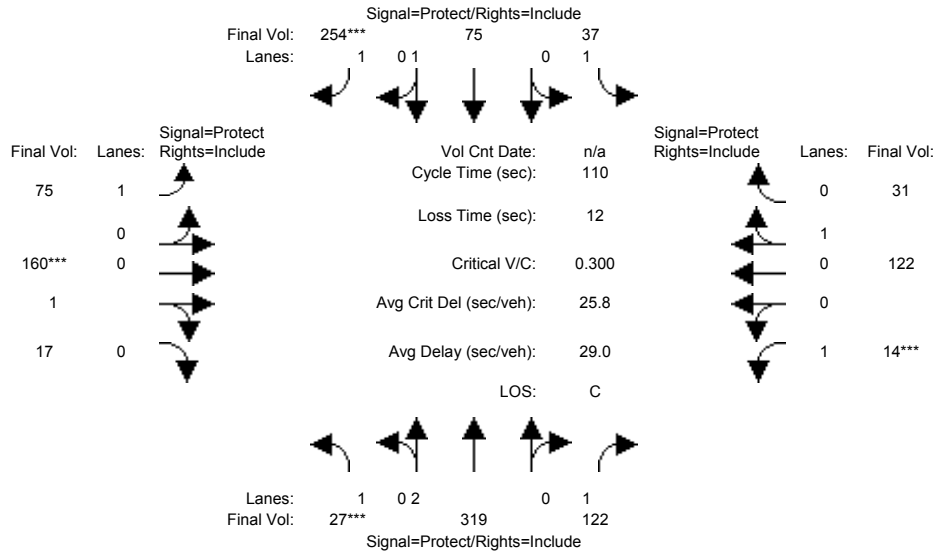 Signal=Protect/Rights=Include
Final Vol: 254*** 75 37
Lanes: 1 0 1 0 1
Signal=Protect
Final Vol: Lanes: Rights=Include
Vol Cnt Date: n/a
Signal=Protect
Rights=Include Lanes: Final Vol:
Cycle Time (sec): 110
75 1
0 31
Loss Time (sec): 12
0
1
160*** 0
Critical V/C: 0.300
0 122
1
Avg Crit Del (sec/veh): 25.8
0
17 0
Avg Delay (sec/veh): 29.0
1 14***
LOS: C
Lanes: 1 0 2 0 1
Final Vol: 27*** 319 122
Signal=Protect/Rights=Include